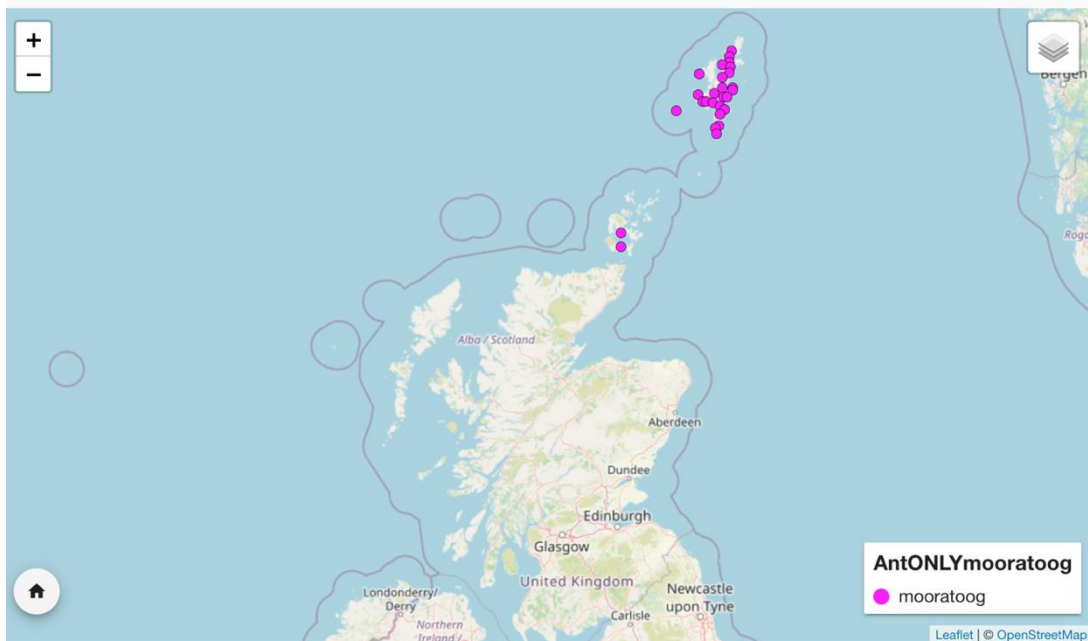 +
−
Bergen
Roga
Alba / Scotland
Aberdeen
Dundee
Edinburgh
Glasgow
United Kingdom
Londonderry/
Derry
Newcastle
upon Tyne
Carlisle
Northern
Ireland /
AntONLYmooratoog
mooratoog
Leaflet | © OpenStreetMap